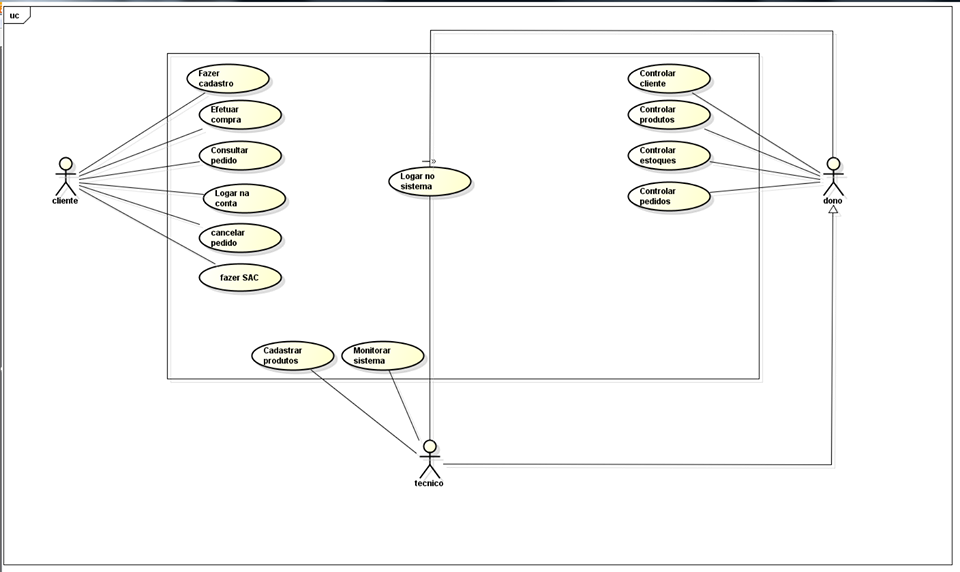 uc
Fazer
cadastro
Efetuar
compra
Consultar
pedido
Logar na
conta
cancelar
pedido
fazer SAC
cliente
Logar no
sistema
Controlar
cliente
Controlar
produtos
Controlar
estoques
Controlar
pedidos
dono
Cadastrar
produtos
Monitorar
sistema
tecnico